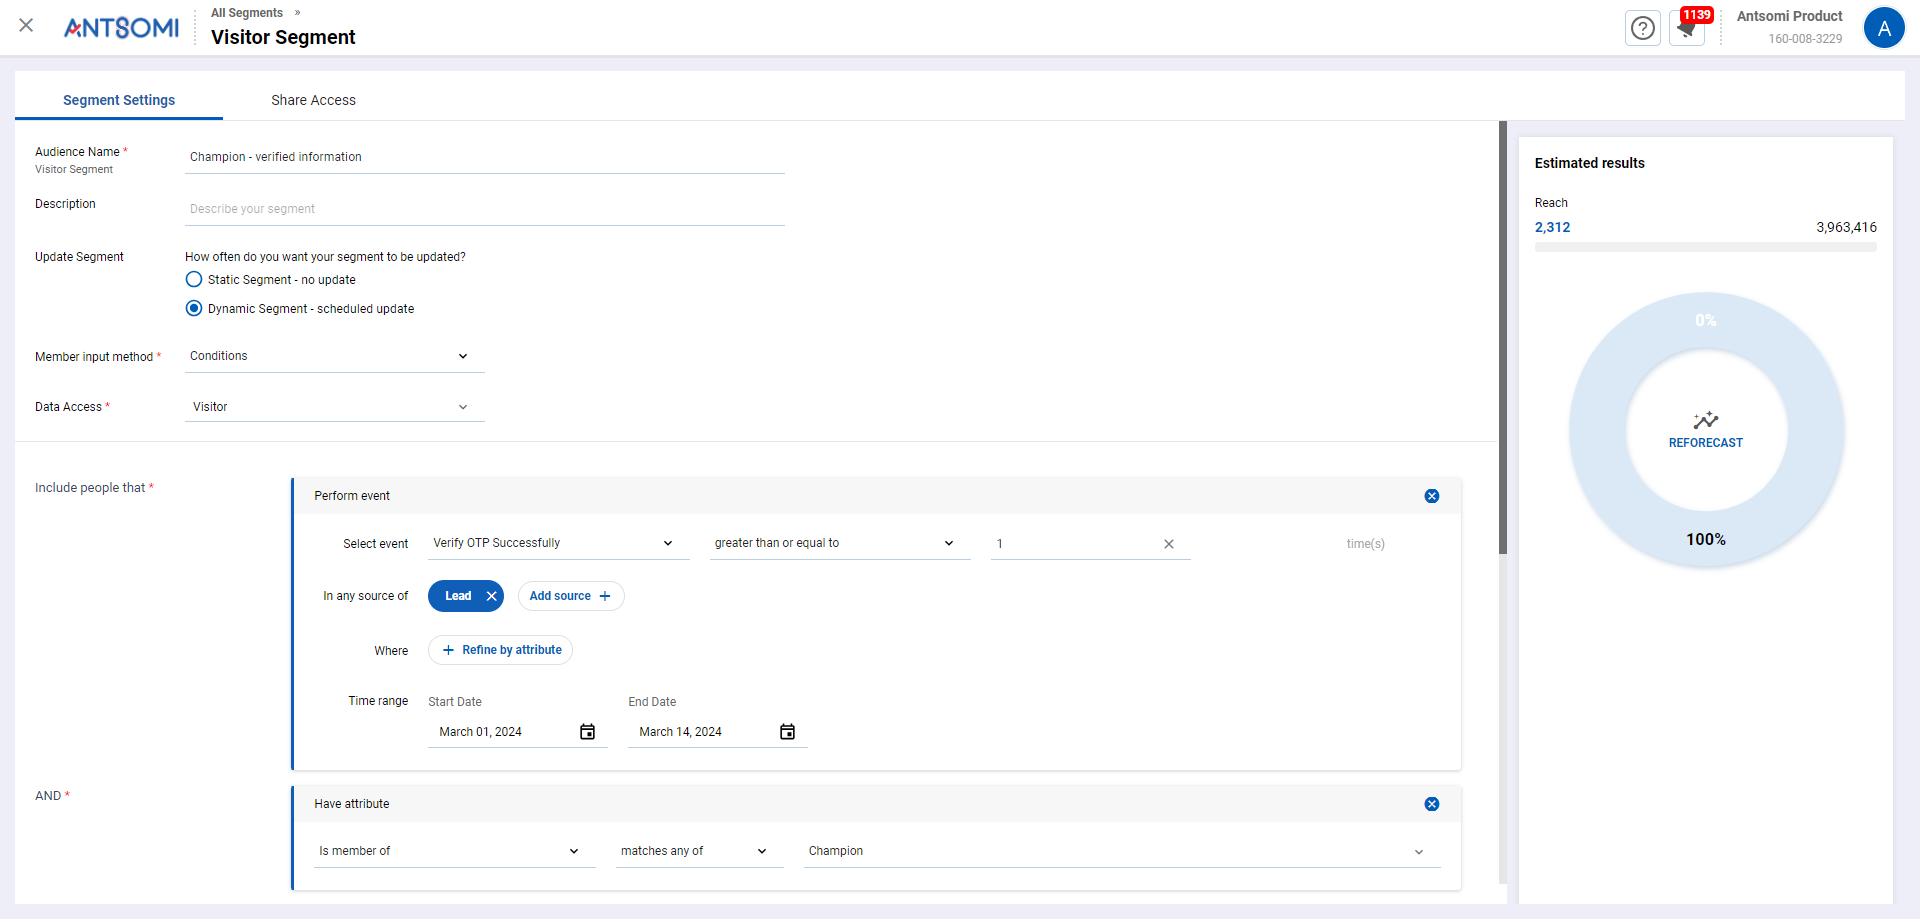 ANTSOMI
All Segments »
Visitor Segment
1139
Antsomi Product
160-008-3229
A
Segment Settings
Share Access
Audience Name *
Visitor Segment
Champion - verified information
Description
Describe your segment
Update Segment
How often do you want your segment to be updated?
Static Segment - no update
Dynamic Segment - scheduled update
Member input method *
Conditions
Data Access *
Visitor
Include people that *
Perform event
Select event
Verify OTP Successfully
greater than or equal to
1
time(s)
In any source of
Lead
Add source +
Where
+ Refine by attribute
Time range
Start Date
End Date
March 01, 2024
March 14, 2024
AND *
Have attribute
Is member of
matches any of
Champion
Estimated results
Reach
2,312
3,963,416
0%
REFORECAST
100%